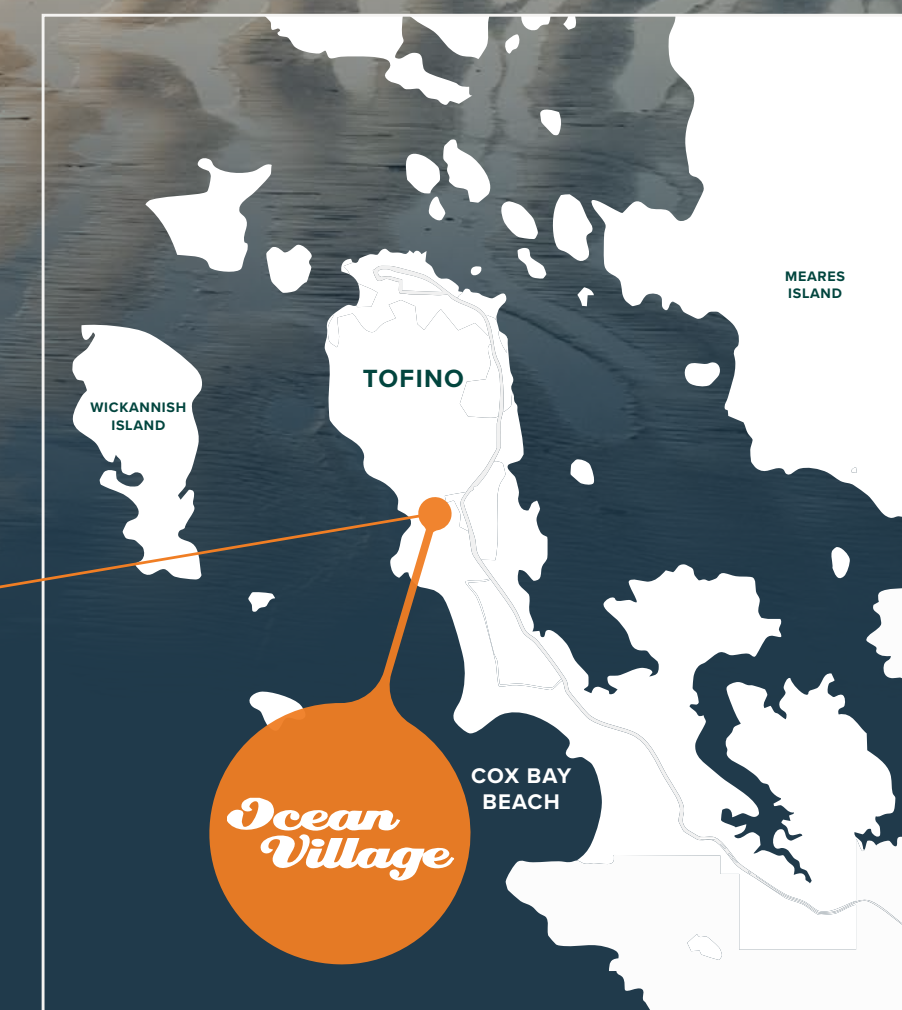 MEARES
ISLAND
TOFINO
WICKANNISH
ISLAND
COX BAY
BEACH
Ocean
Village